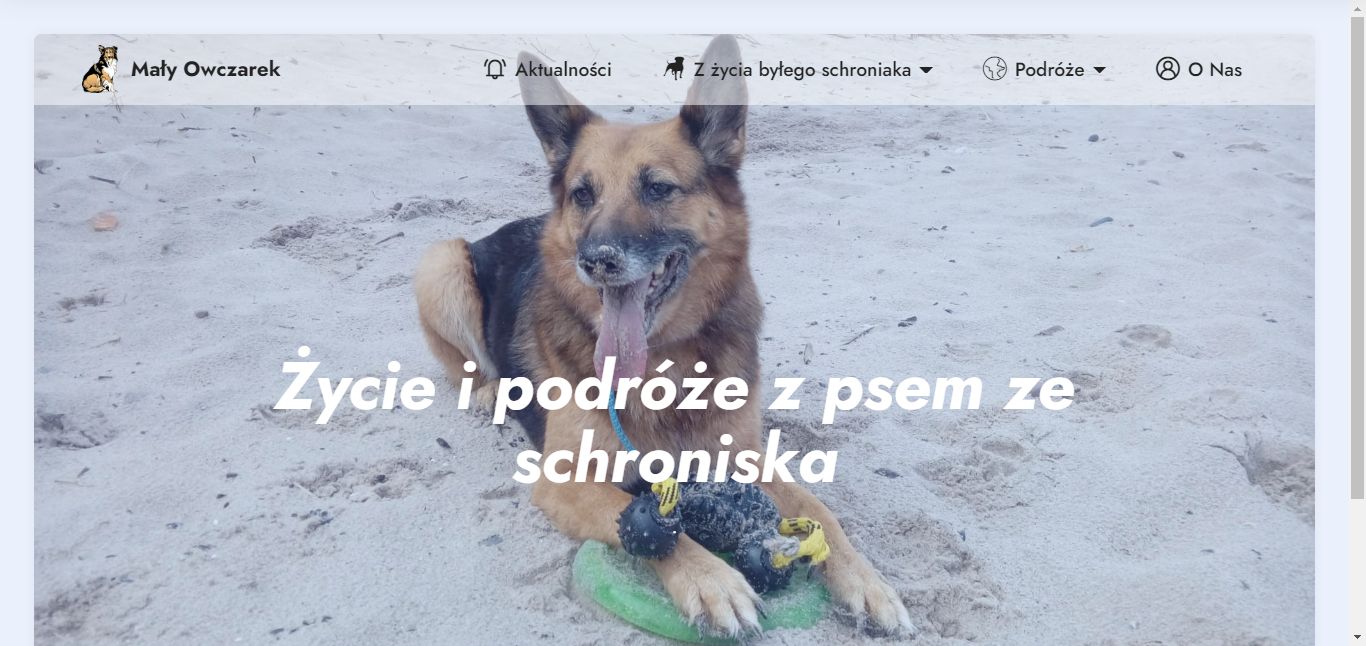 Mały Owczarek
Aktualności
Z życia byłego schroniaka
Podróże
O Nas
Życie i podróże z psem ze
schroniska